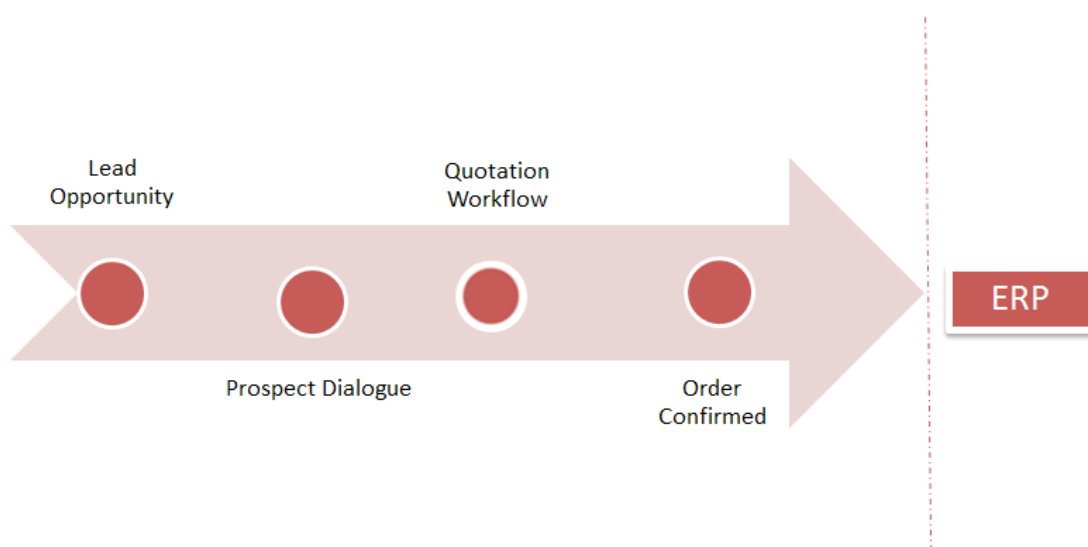 Lead
Opportunity
Prospect Dialogue
Quotation
Workflow
Order
Confirmed
ERP